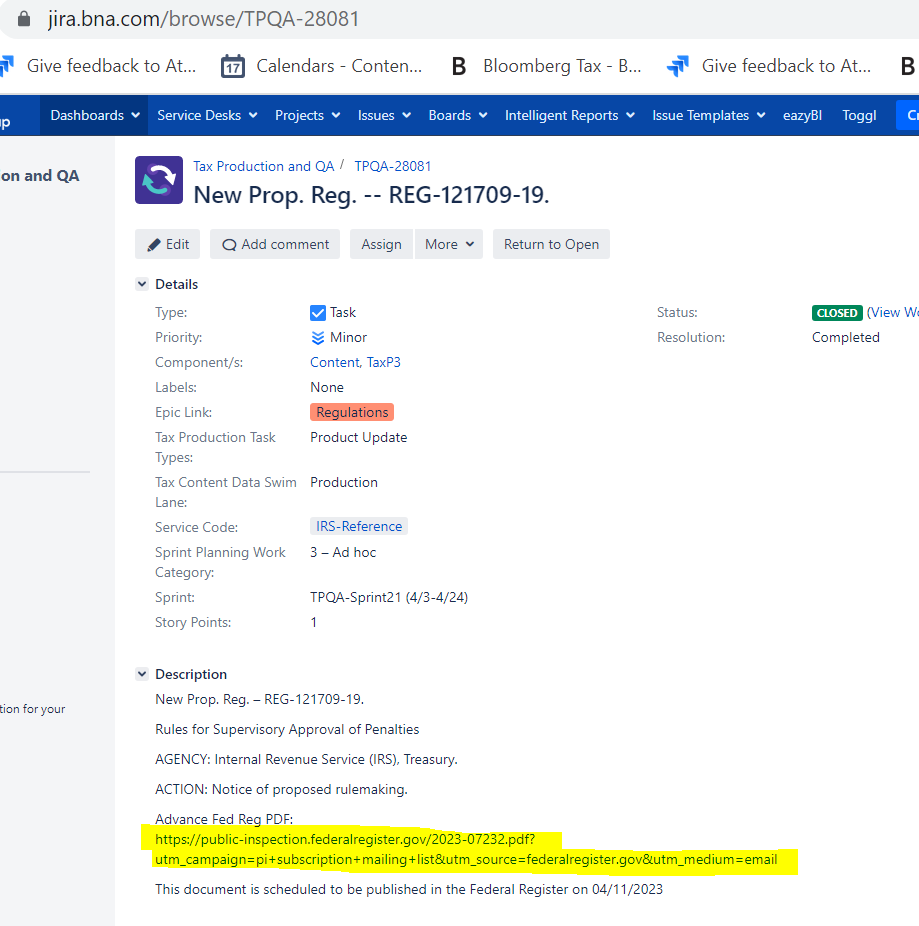 jira.bna.com/browse/TPQA-28081
Give feedback to At... 17 Calendars - Conten... B Bloomberg Tax - B... Give feedback to At... B
Dashboards Service Desks Projects Issues Boards Intelligent Reports Issue Templates eazyBI Toggl
on and QA
Tax Production and QA / TPQA-28081
New Prop. Reg. -- REG-121709-19.
Edit Add comment Assign More Return to Open
Details
Type: Task Status: CLOSED (View Wo
Priority: Minor Resolution: Completed
Component/s: Content, TaxP3
Labels: None
Epic Link: Regulations
Tax Production Task Product Update
Types:
Tax Content Data Swim Production
Lane:
Service Code: IRS-Reference
Sprint Planning Work 3 – Ad hoc
Category:
Sprint: TPQA-Sprint21 (4/3-4/24)
Story Points: 1
Description
New Prop. Reg. – REG-121709-19.
tion for your
Rules for Supervisory Approval of Penalties
AGENCY: Internal Revenue Service (IRS), Treasury.
ACTION: Notice of proposed rulemaking.
Advance Fed Reg PDF:
https://public-inspection.federalregister.gov/2023-07232.pdf?
utm_campaign=pi+subscription+mailing+list&utm_source=federalregister.gov&utm_medium=email
This document is scheduled to be published in the Federal Register on 04/11/2023